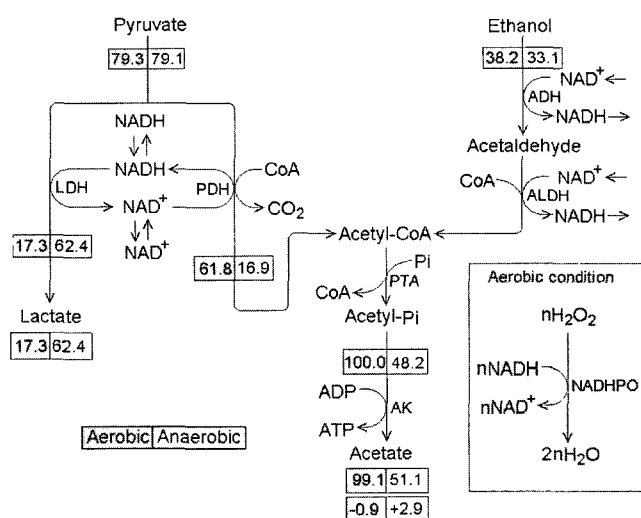 Pyruvate
Ethanol
79.3 79.1
38.2 33.1
NAD+
NADH
ADH
NADH
NADH
CoA
LDH
PDH
NAD+
CO2
NAD+
Acetaldehyde
NAD+
CoA
ALDH
NADH
17.3 62.4
61.8 16.9
Acetyl-CoA
Pi
CoA
PTA
Lactate
17.3 62.4
Acetyl-Pi
100.0 48.2
ADP
AK
ATP
Aerobic Anaerobic
Acetate
99.1 51.1
-0.9 +2.9
Aerobic condition
nH2O2
nNADH
NADHPO
nNAD+
2nH2O